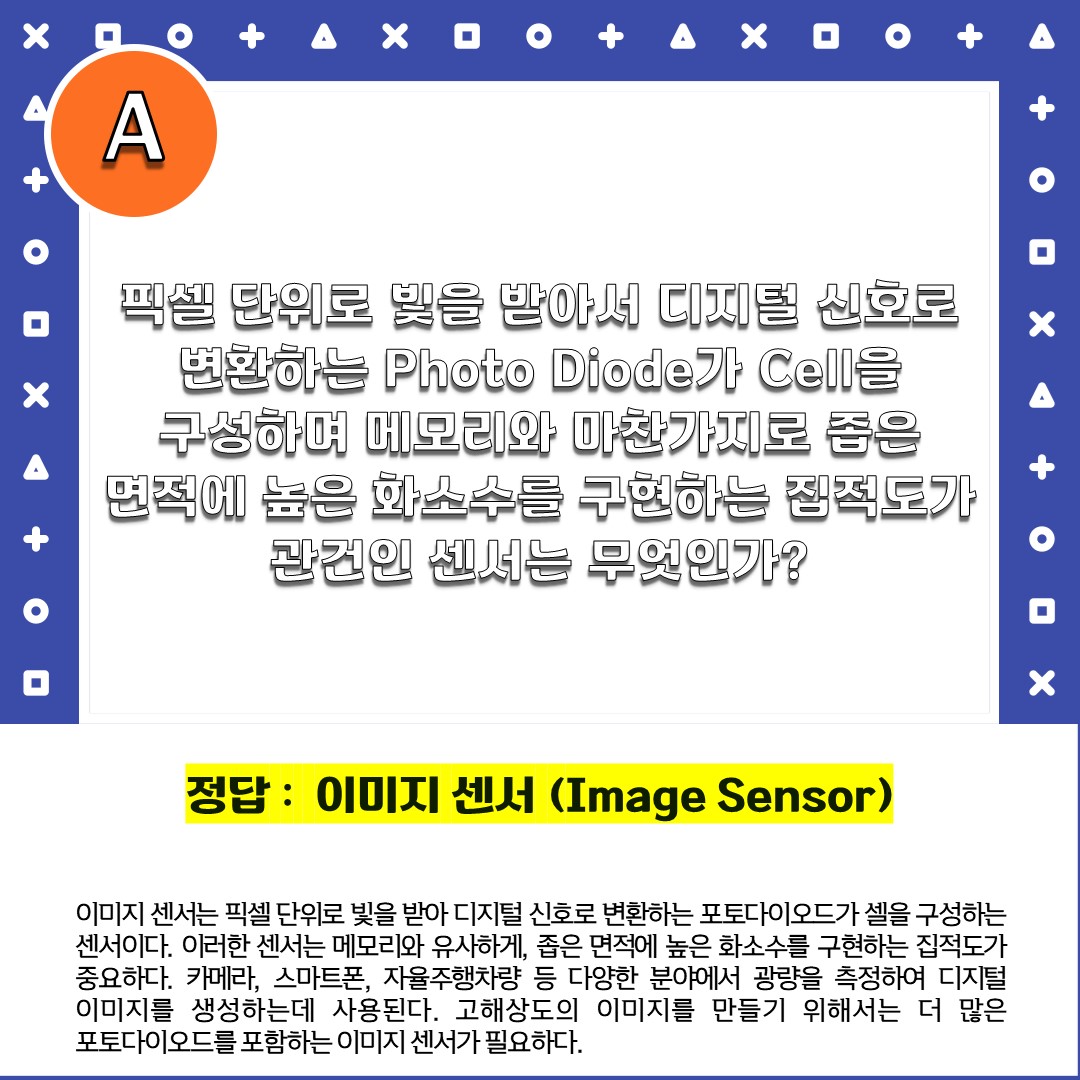 A
픽셀 단위로 빛을 받아서 디지털 신호로
변환하는 Photo Diode가 Cell을
구성하며 메모리와 마찬가지로 좁은
면적에 높은 화소수를 구현하는 집적도가
관건인 센서는 무엇인가?
정답 : 이미지 센서 (Image Sensor)
이미지 센서는 픽셀 단위로 빛을 받아 디지털 신호로 변환하는 포토다이오드가 셀을 구성하는
센서이다. 이러한 센서는 메모리와 유사하게, 좁은 면적에 높은 화소수를 구현하는 집적도가
중요하다. 카메라, 스마트폰, 자율주행차량 등 다양한 분야에서 광량을 측정하여 디지털
이미지를 생성하는데 사용된다. 고해상도의 이미지를 만들기 위해서는 더 많은
포토다이오드를 포함하는 이미지 센서가 필요하다.